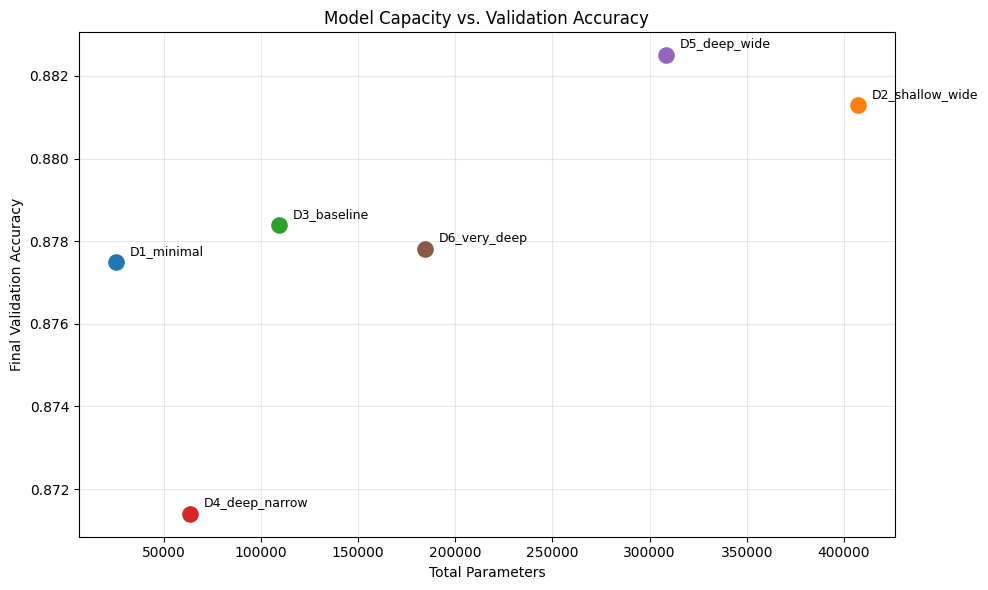 Model Capacity vs. Validation Accuracy
Final Validation Accuracy
0.882
0.880
0.878
0.876
0.874
0.872
D5_deep_wide
D2_shallow_wide
D3_baseline
D6_very_deep
D1_minimal
D4_deep_narrow
50000 100000 150000 200000 250000 300000 350000 400000
Total Parameters